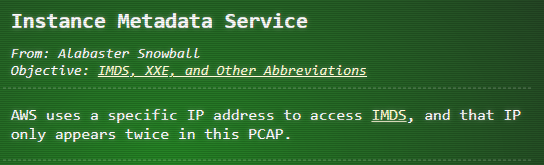 Instance Metadata Service
From: Alabaster Snowball
Objective: IMDS, XXE, and Other Abbreviations
AWS uses a specific IP address to access IMDS, and that IP
only appears twice in this PCAP.